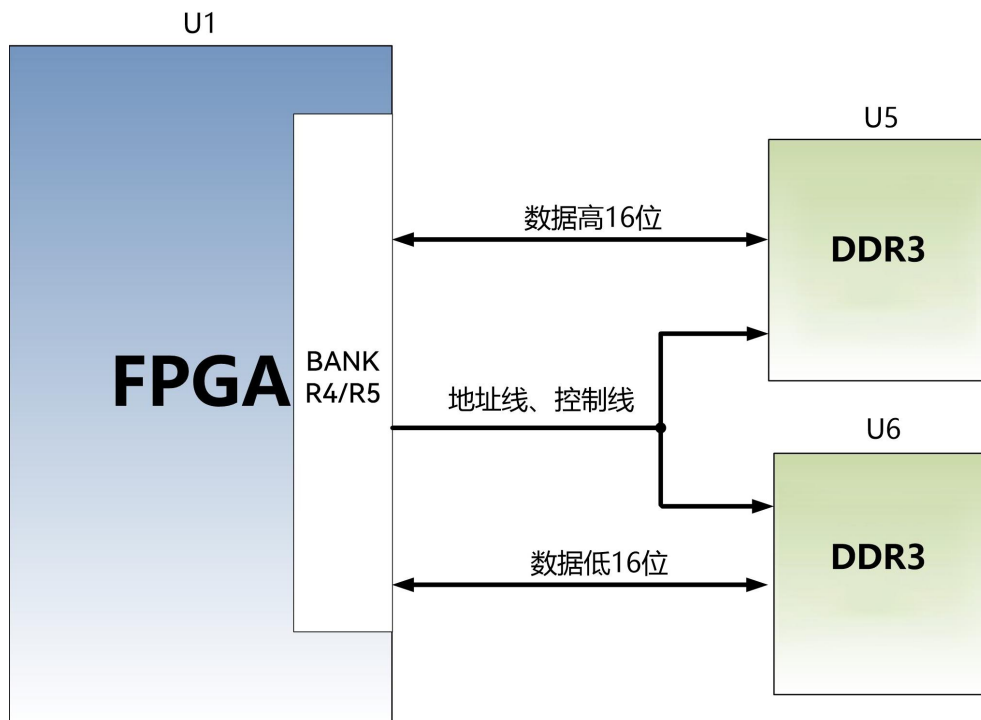 U1
U5
数据高16位
DDR3
FPGA
BANK
R4/R5
地址线、控制线
U6
数据低16位
DDR3